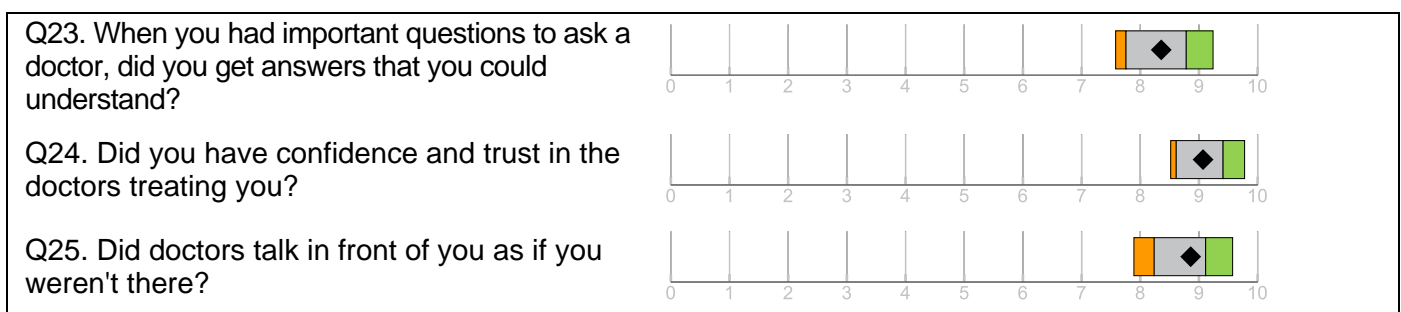 Q23. When you had important questions to ask a
doctor, did you get answers that you could
understand?
0 1 2 3 4 5 6 7 8 9 10
Q24. Did you have confidence and trust in the
doctors treating you?
0 1 2 3 4 5 6 7 8 9 10
Q25. Did doctors talk in front of you as if you
weren't there?
0 1 2 3 4 5 6 7 8 9 10